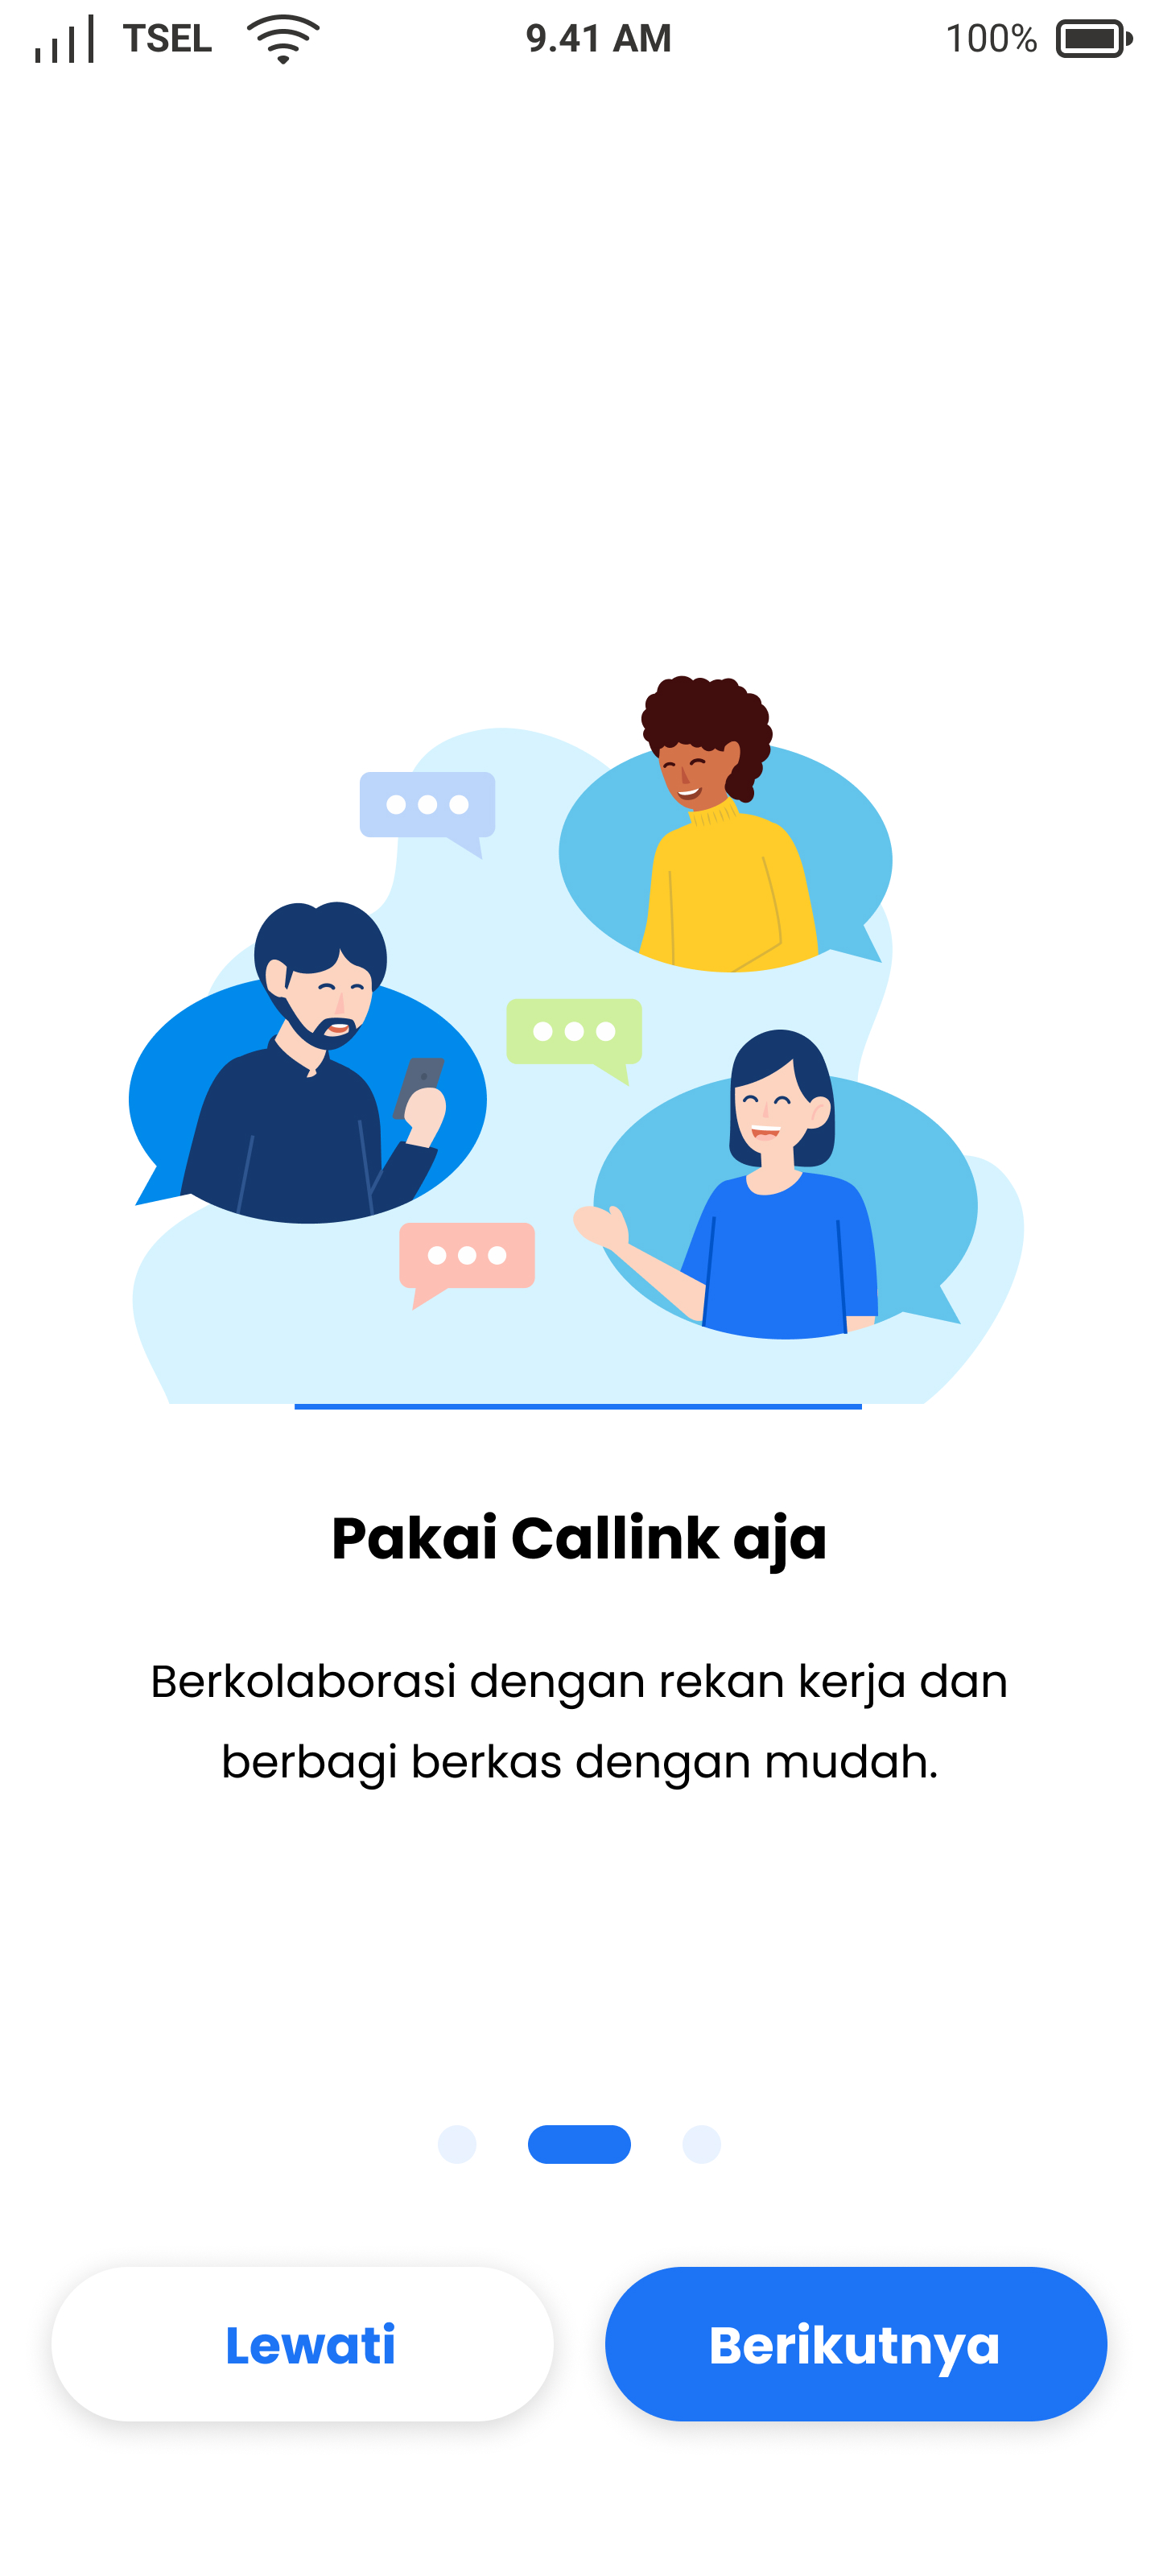 TSEL 9.41 AM 100%
Pakai Callink aja
Berkolaborasi dengan rekan kerja dan
berbagi berkas dengan mudah.
Lewati Berikutnya